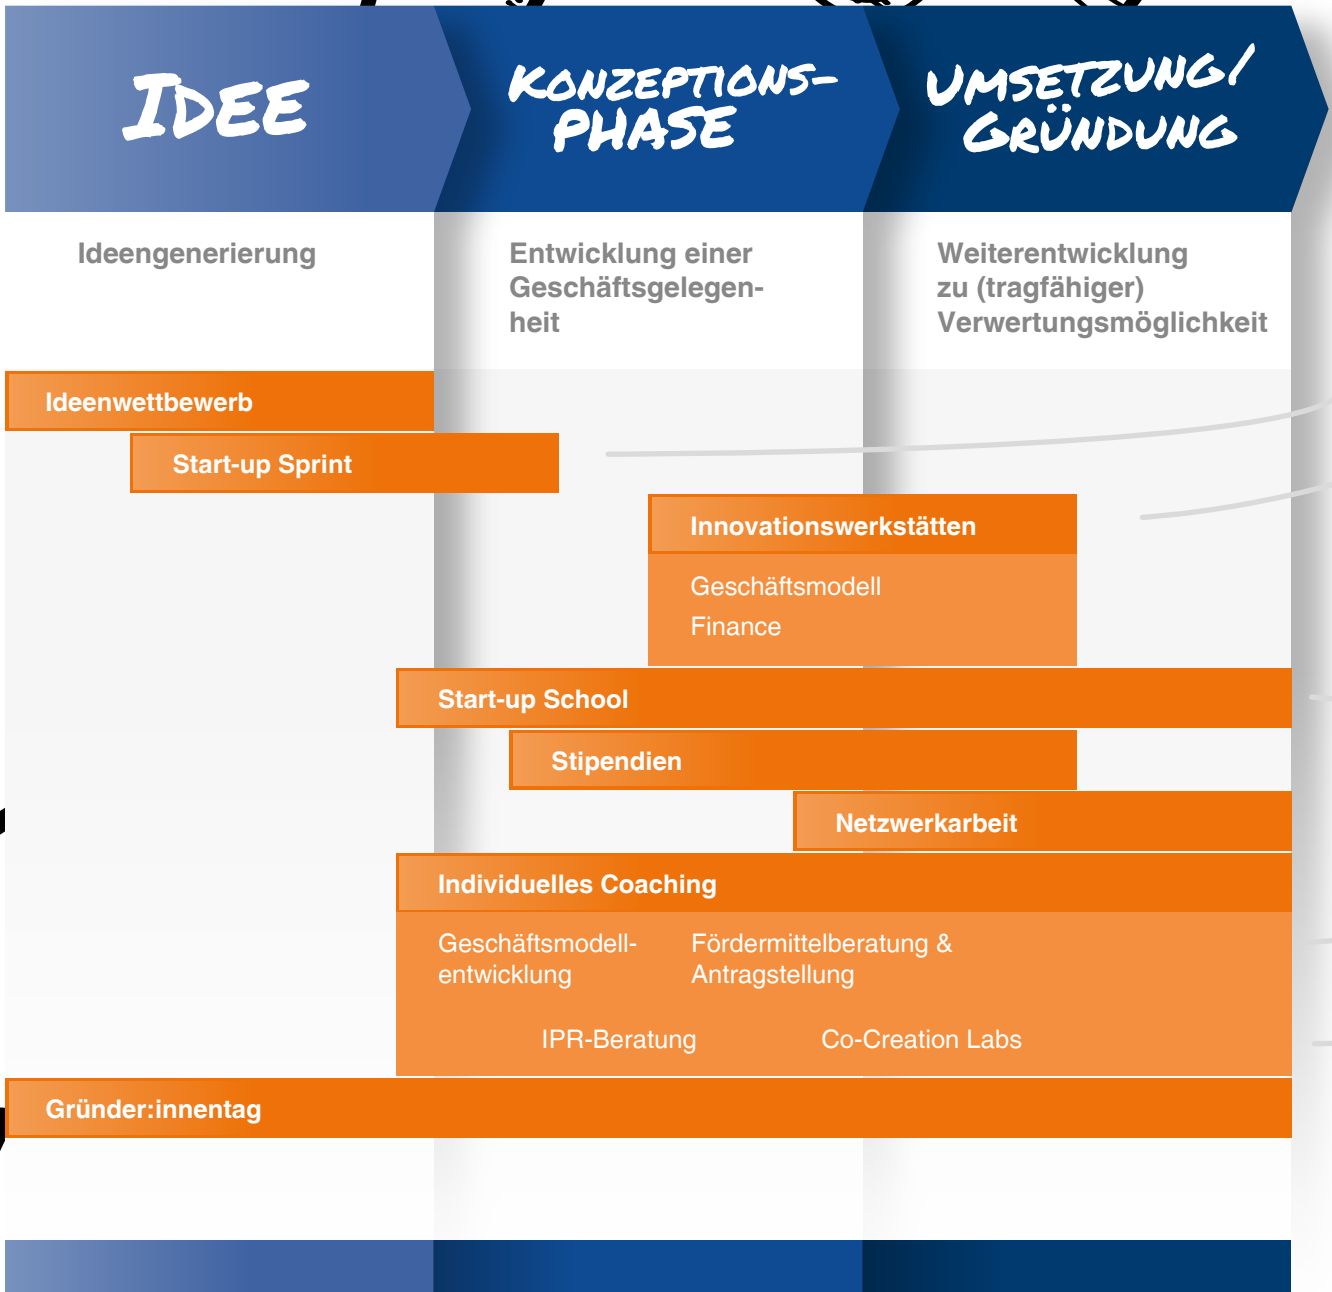 IDEE
KONZEPTIONS-
PHASE
UMSETZUNG/
GRÜNDUNG
Ideengenerierung
Entwicklung einer
Geschäftsgelegen-
heit
Weiterentwicklung
zu (tragfähiger)
Verwertungsmöglichkeit
Ideenwettbewerb
Start-up Sprint
Innovationswerkstätten
Geschäftsmodell
Finance
Start-up School
Stipendien
Netzwerkarbeit
Individuelles Coaching
Geschäftsmodell-
entwicklung
Fördermittelberatung &
Antragstellung
IPR-Beratung
Co-Creation Labs
Gründer:innentag